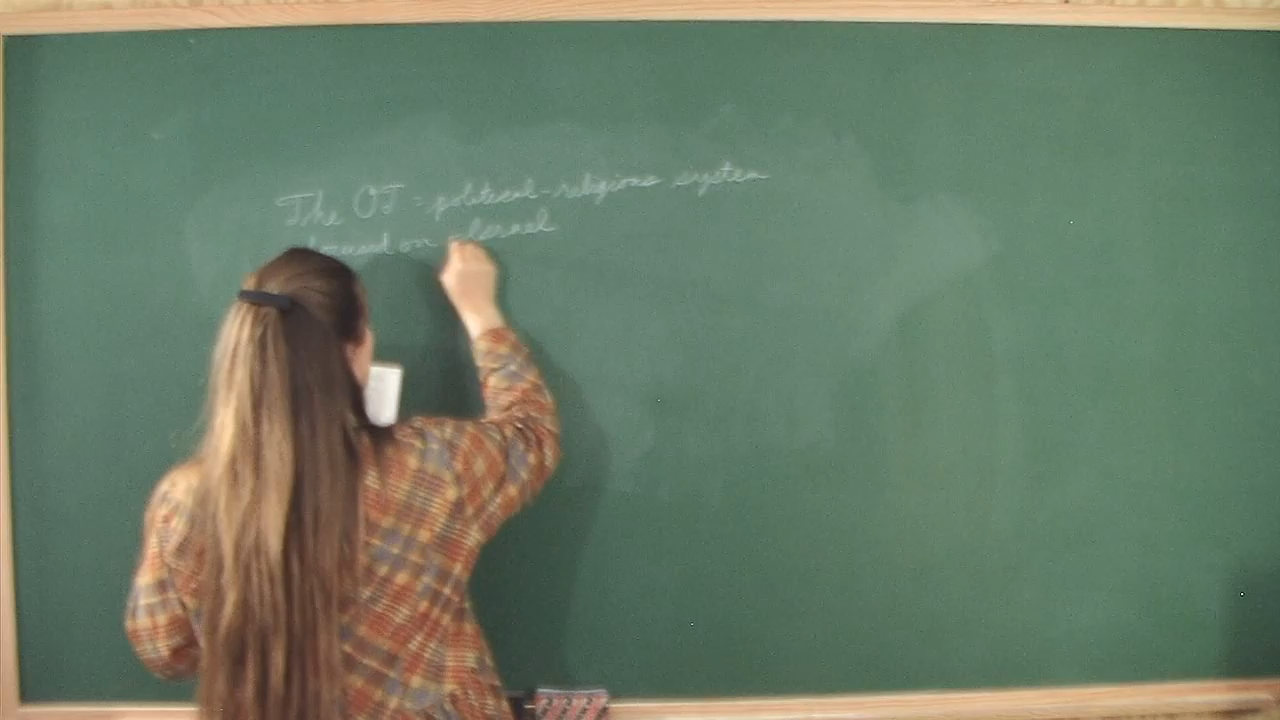 The OT = political-religious system
based on Israel